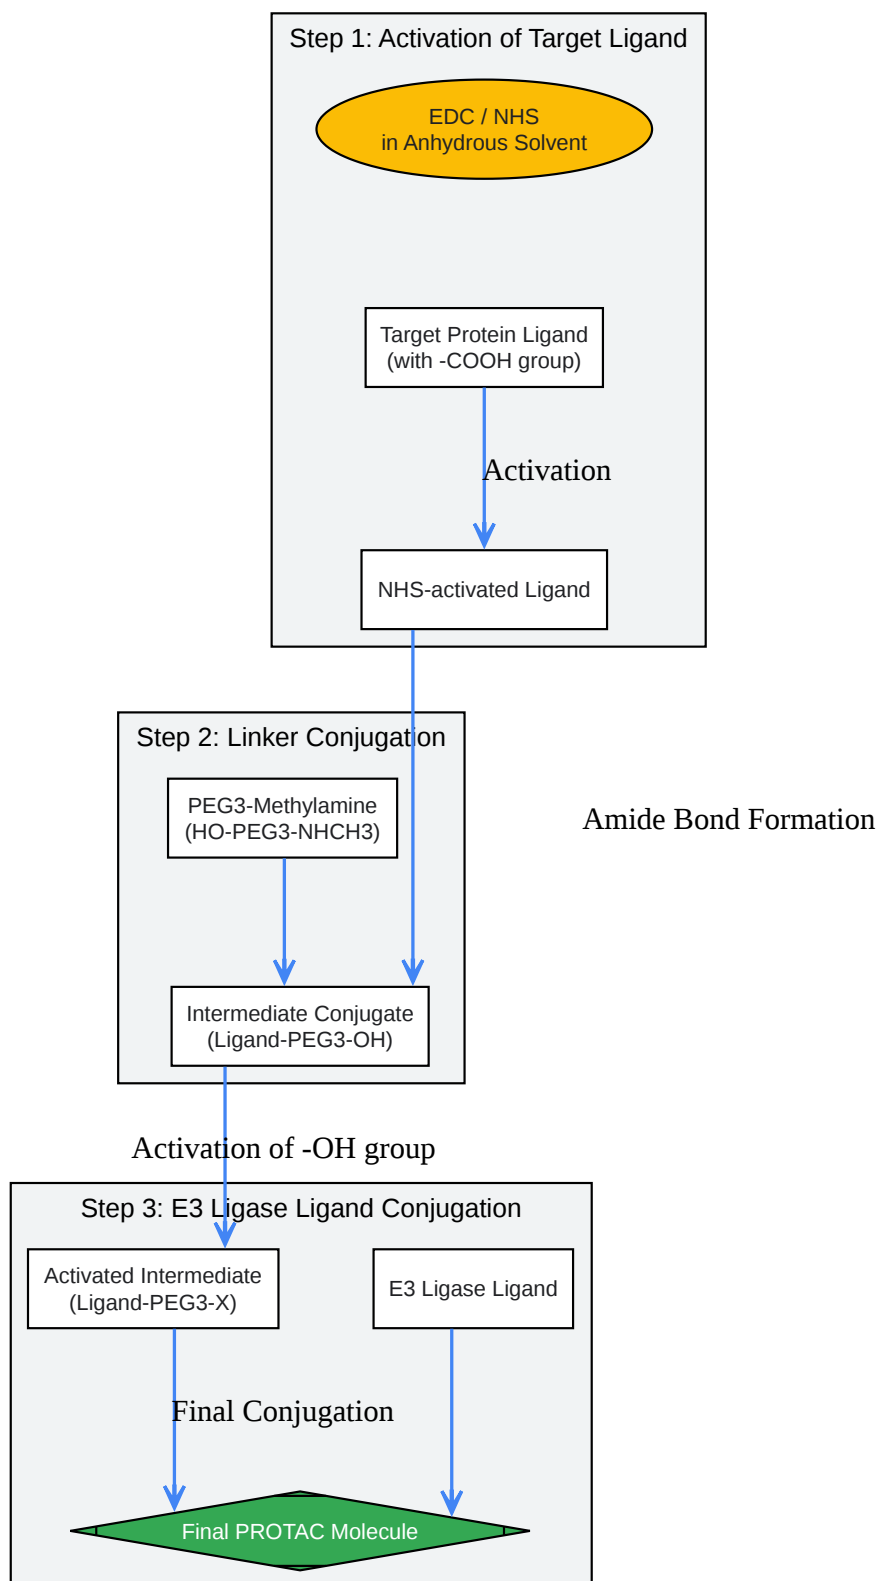 Step 1: Activation of Target Ligand
EDC / NHS
in Anhydrous Solvent
Target Protein Ligand
(with -COOH group)
Activation
NHS-activated Ligand
Step 2: Linker Conjugation
PEG3-Methylamine
(HO-PEG3-NHCH3)
Amide Bond Formation
Intermediate Conjugate
(Ligand-PEG3-OH)
Activation of -OH group
Step 3: E3 Ligase Ligand Conjugation
Activated Intermediate
(Ligand-PEG3-X)
E3 Ligase Ligand
Final Conjugation
Final PROTAC Molecule